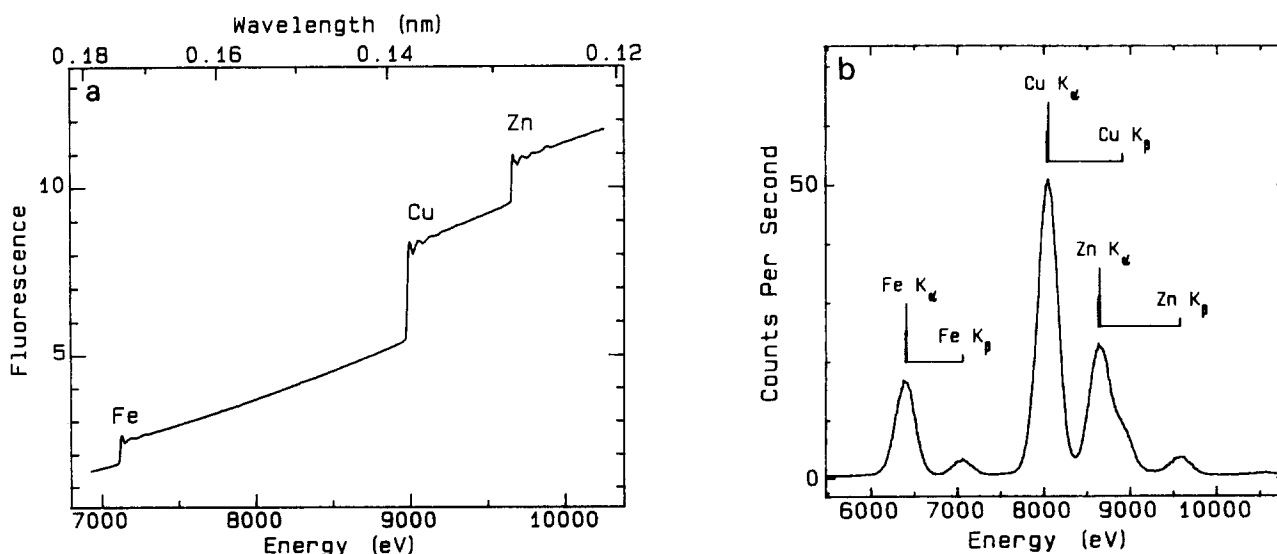 Wavelength (nm)
0.18 0.16 0.14 0.12
a
Zn
10
Cu
Fluorescence
5
Fe
7000 8000 9000 10000
Energy (eV)
b
Cu Kα
Cu Kβ
50
Zn Kα
Counts Per Second
Fe Kα
Zn Kβ
Fe Kβ
0
6000 7000 8000 9000 10000
Energy (eV)